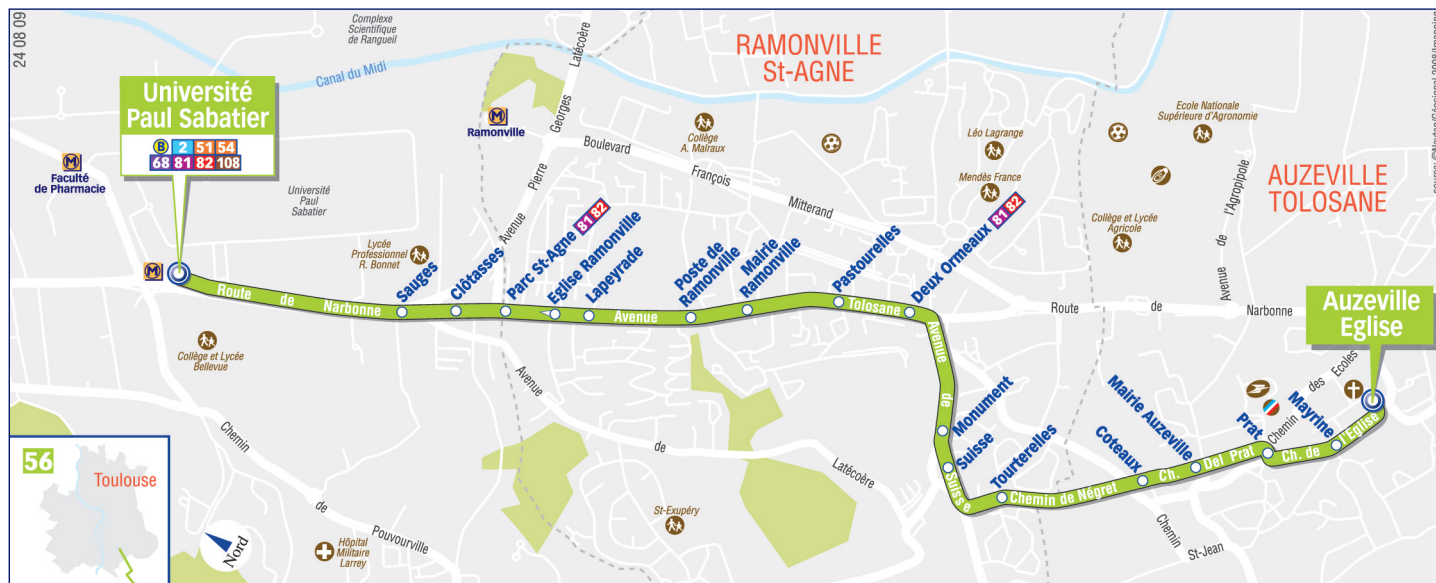 24 08 09
Complexe
Scientifique
de Rangueil
Canal du Midi
RAMONVILLE
St-AGNE
AUZEVILLE
TOLOSANE
Université
Paul Sabatier
B 2 51 54
68 81 82 108
M
Faculté
de Pharmacie
Université
Paul
Sabatier
M
M
Ramonville
Avenue Pierre Georges Latécoère
Boulevard François Mitterrand
Collège
A. Malraux
Léo Lagrange
Mendès France
Ecole Nationale
Supérieure d'Agronomie
Collège et Lycée
Agricole
Avenue de l'Agropipole
Lycée
Professionnel
R. Bonnet
Sauges
Clôtasses
Parc St-Agne 81 82
Eglise Ramonville
Lapeyrade
Poste de
Ramonville
Mairie
Ramonville
Pastourelles
Deux Ormeaux 81 82
Route de Narbonne
Avenue Tolosane
Avenue de Suisse
Route de Narbonne
Auzeville
Eglise
Collège et Lycée
Bellevue
Chemin de Pouvourville
Avenue de Latécoère
Monument
Suisse
Tourterelles
Coteaux
Mairie Auzeville
Prat
Mayrine
Chemin des Ecoles
Chemin de Négret
Ch. Del Prat
Ch. de l'Eglise
Chemin St-Jean
St-Exupéry
Hôpital
Militaire
Larrey
56
Toulouse
Nord